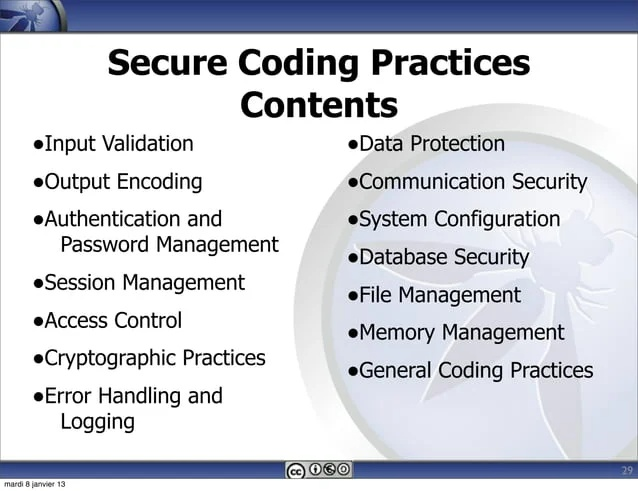 Secure Coding Practices
Contents
●Input Validation
●Output Encoding
●Authentication and
Password Management
●Session Management
●Access Control
●Cryptographic Practices
●Error Handling and
Logging
●Data Protection
●Communication Security
●System Configuration
●Database Security
●File Management
●Memory Management
●General Coding Practices
29
mardi 8 janvier 13